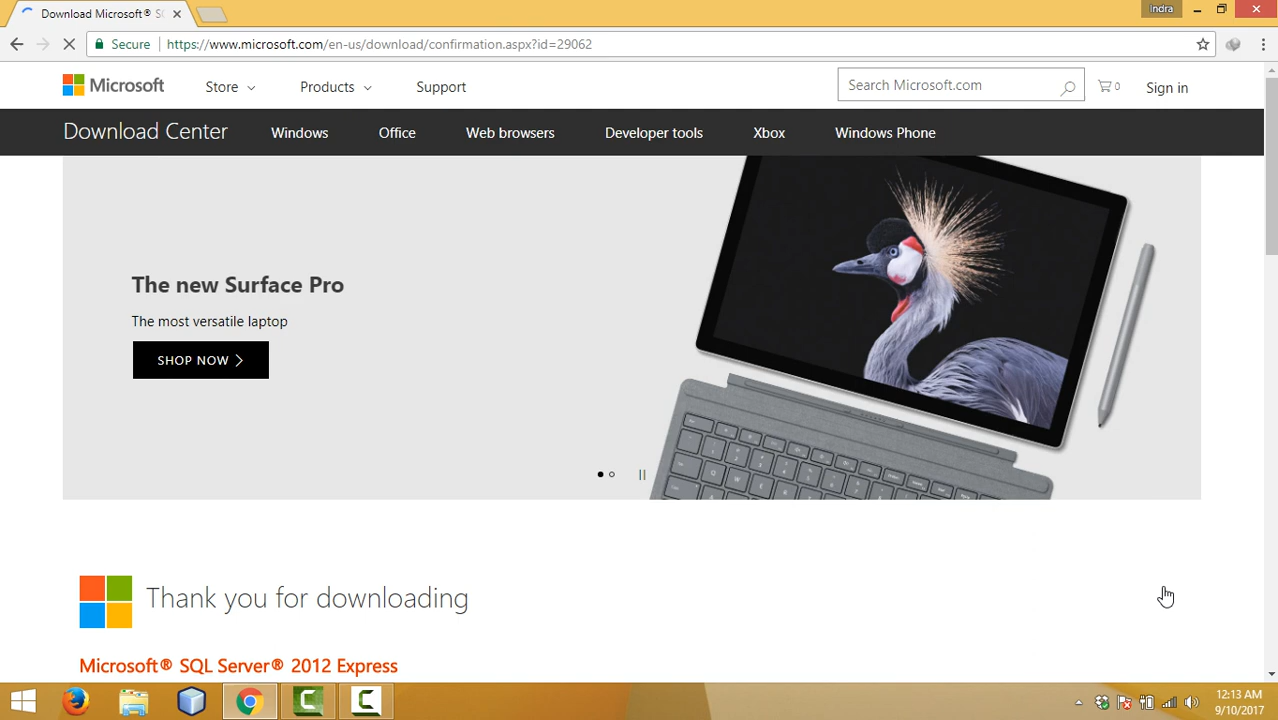 Download Microsoft® S
Indra
Secure https://www.microsoft.com/en-us/download/confirmation.aspx?id=29062
Microsoft Store Products Support Search Microsoft.com 0 Sign in
Download Center Windows Office Web browsers Developer tools Xbox Windows Phone
The new Surface Pro
The most versatile laptop
SHOP NOW
Thank you for downloading
Microsoft® SQL Server® 2012 Express
12:13 AM
9/10/2017